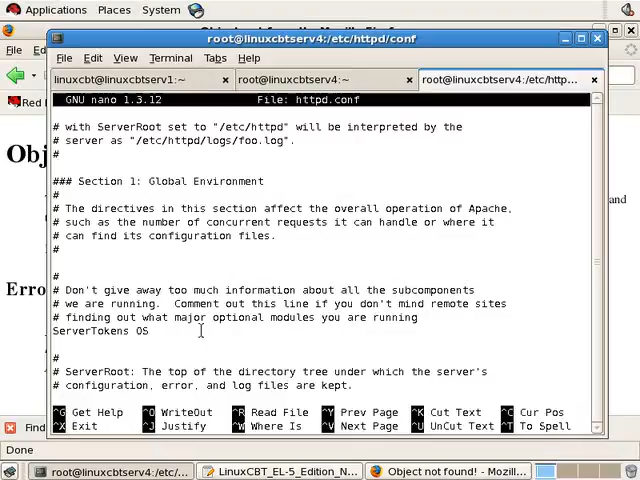 Applications Places System
root@linuxcbtserv4:/etc/httpd/conf
File Edit View Terminal Tabs Help
linuxcbt@linuxcbtserv1:~
root@linuxcbtserv4:~
root@linuxcbtserv4:/etc/http...
GNU nano 1.3.12 File: httpd.conf
# with ServerRoot set to "/etc/httpd" will be interpreted by the
# server as "/etc/httpd/logs/foo.log".
#
### Section 1: Global Environment
#
# The directives in this section affect the overall operation of Apache,
# such as the number of concurrent requests it can handle or where it
# can find its configuration files.
#
#
# Don't give away too much information about all the subcomponents
# we are running. Comment out this line if you don't mind remote sites
# finding out what major optional modules you are running
ServerTokens OS
#
# ServerRoot: The top of the directory tree under which the server's
# configuration, error, and log files are kept.
^G Get Help ^O WriteOut ^R Read File ^Y Prev Page ^K Cut Text ^C Cur Pos
^X Exit ^J Justify ^W Where Is ^V Next Page ^U UnCut Text ^T To Spell
File
Red
Obj
and
Erro
Find
Done
root@linuxcbtserv4:/etc/...
LinuxCBT_EL-5_Edition_N...
Object not found! - Mozill...